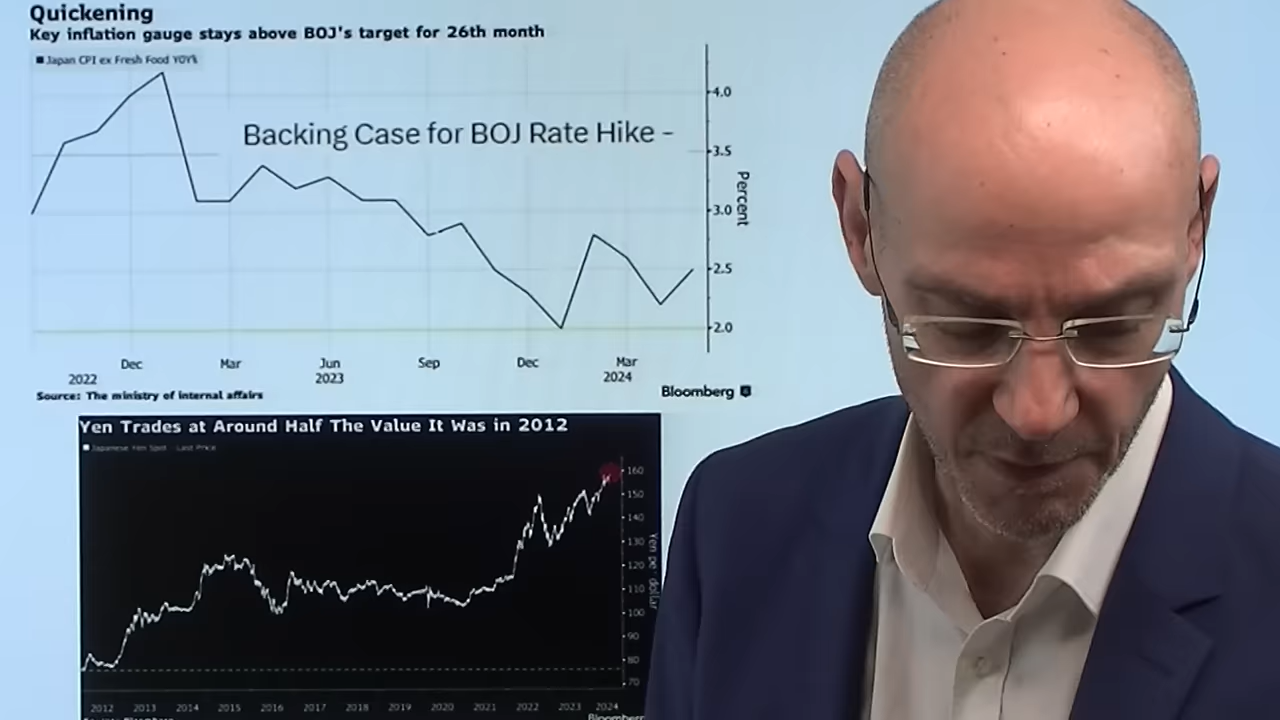 Quickening
Key inflation gauge stays above BOJ's target for 26th month
Japan CPI ex Fresh Food YOY%
Backing Case for BOJ Rate Hike -
4.0
3.5
3.0
2.5
2.0
Percent
Dec Mar Jun Sep Dec Mar
2022 2023 2024
Source: The ministry of internal affairs
Bloomberg
Yen Trades at Around Half The Value It Was in 2012
Japanese Yen Spot - Last Price
160
150
140
130
120
110
100
90
80
70
Yen per dollar
2012 2013 2014 2015 2016 2017 2018 2019 2020 2021 2022 2023 2024
Source: Bloomberg
Bloomberg